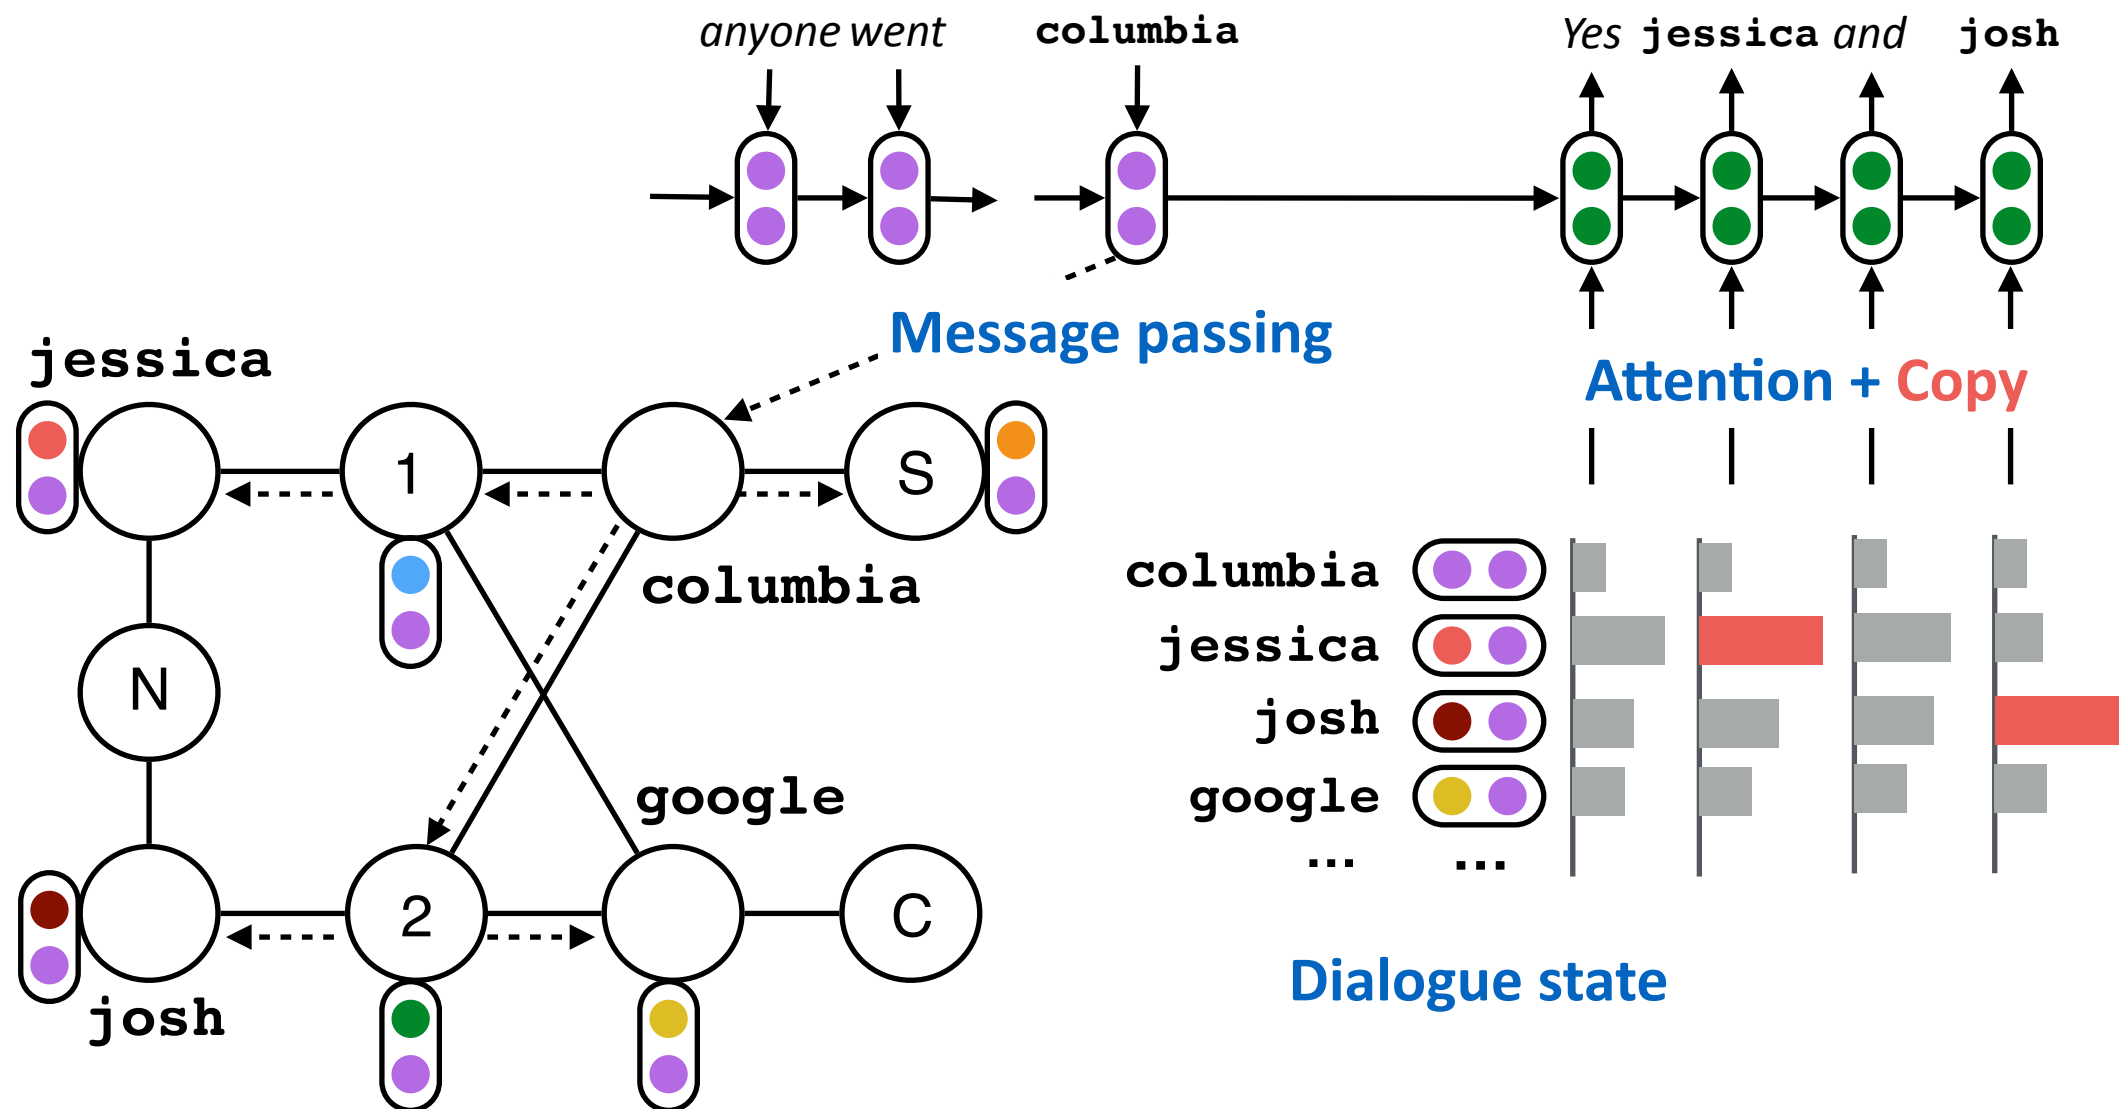 anyone went columbia Yes jessica and josh
Message passing
jessica
Attention + Copy
1
S
columbia
columbia
jessica
N
josh
google
google
... ...
2
C
Dialogue state
josh